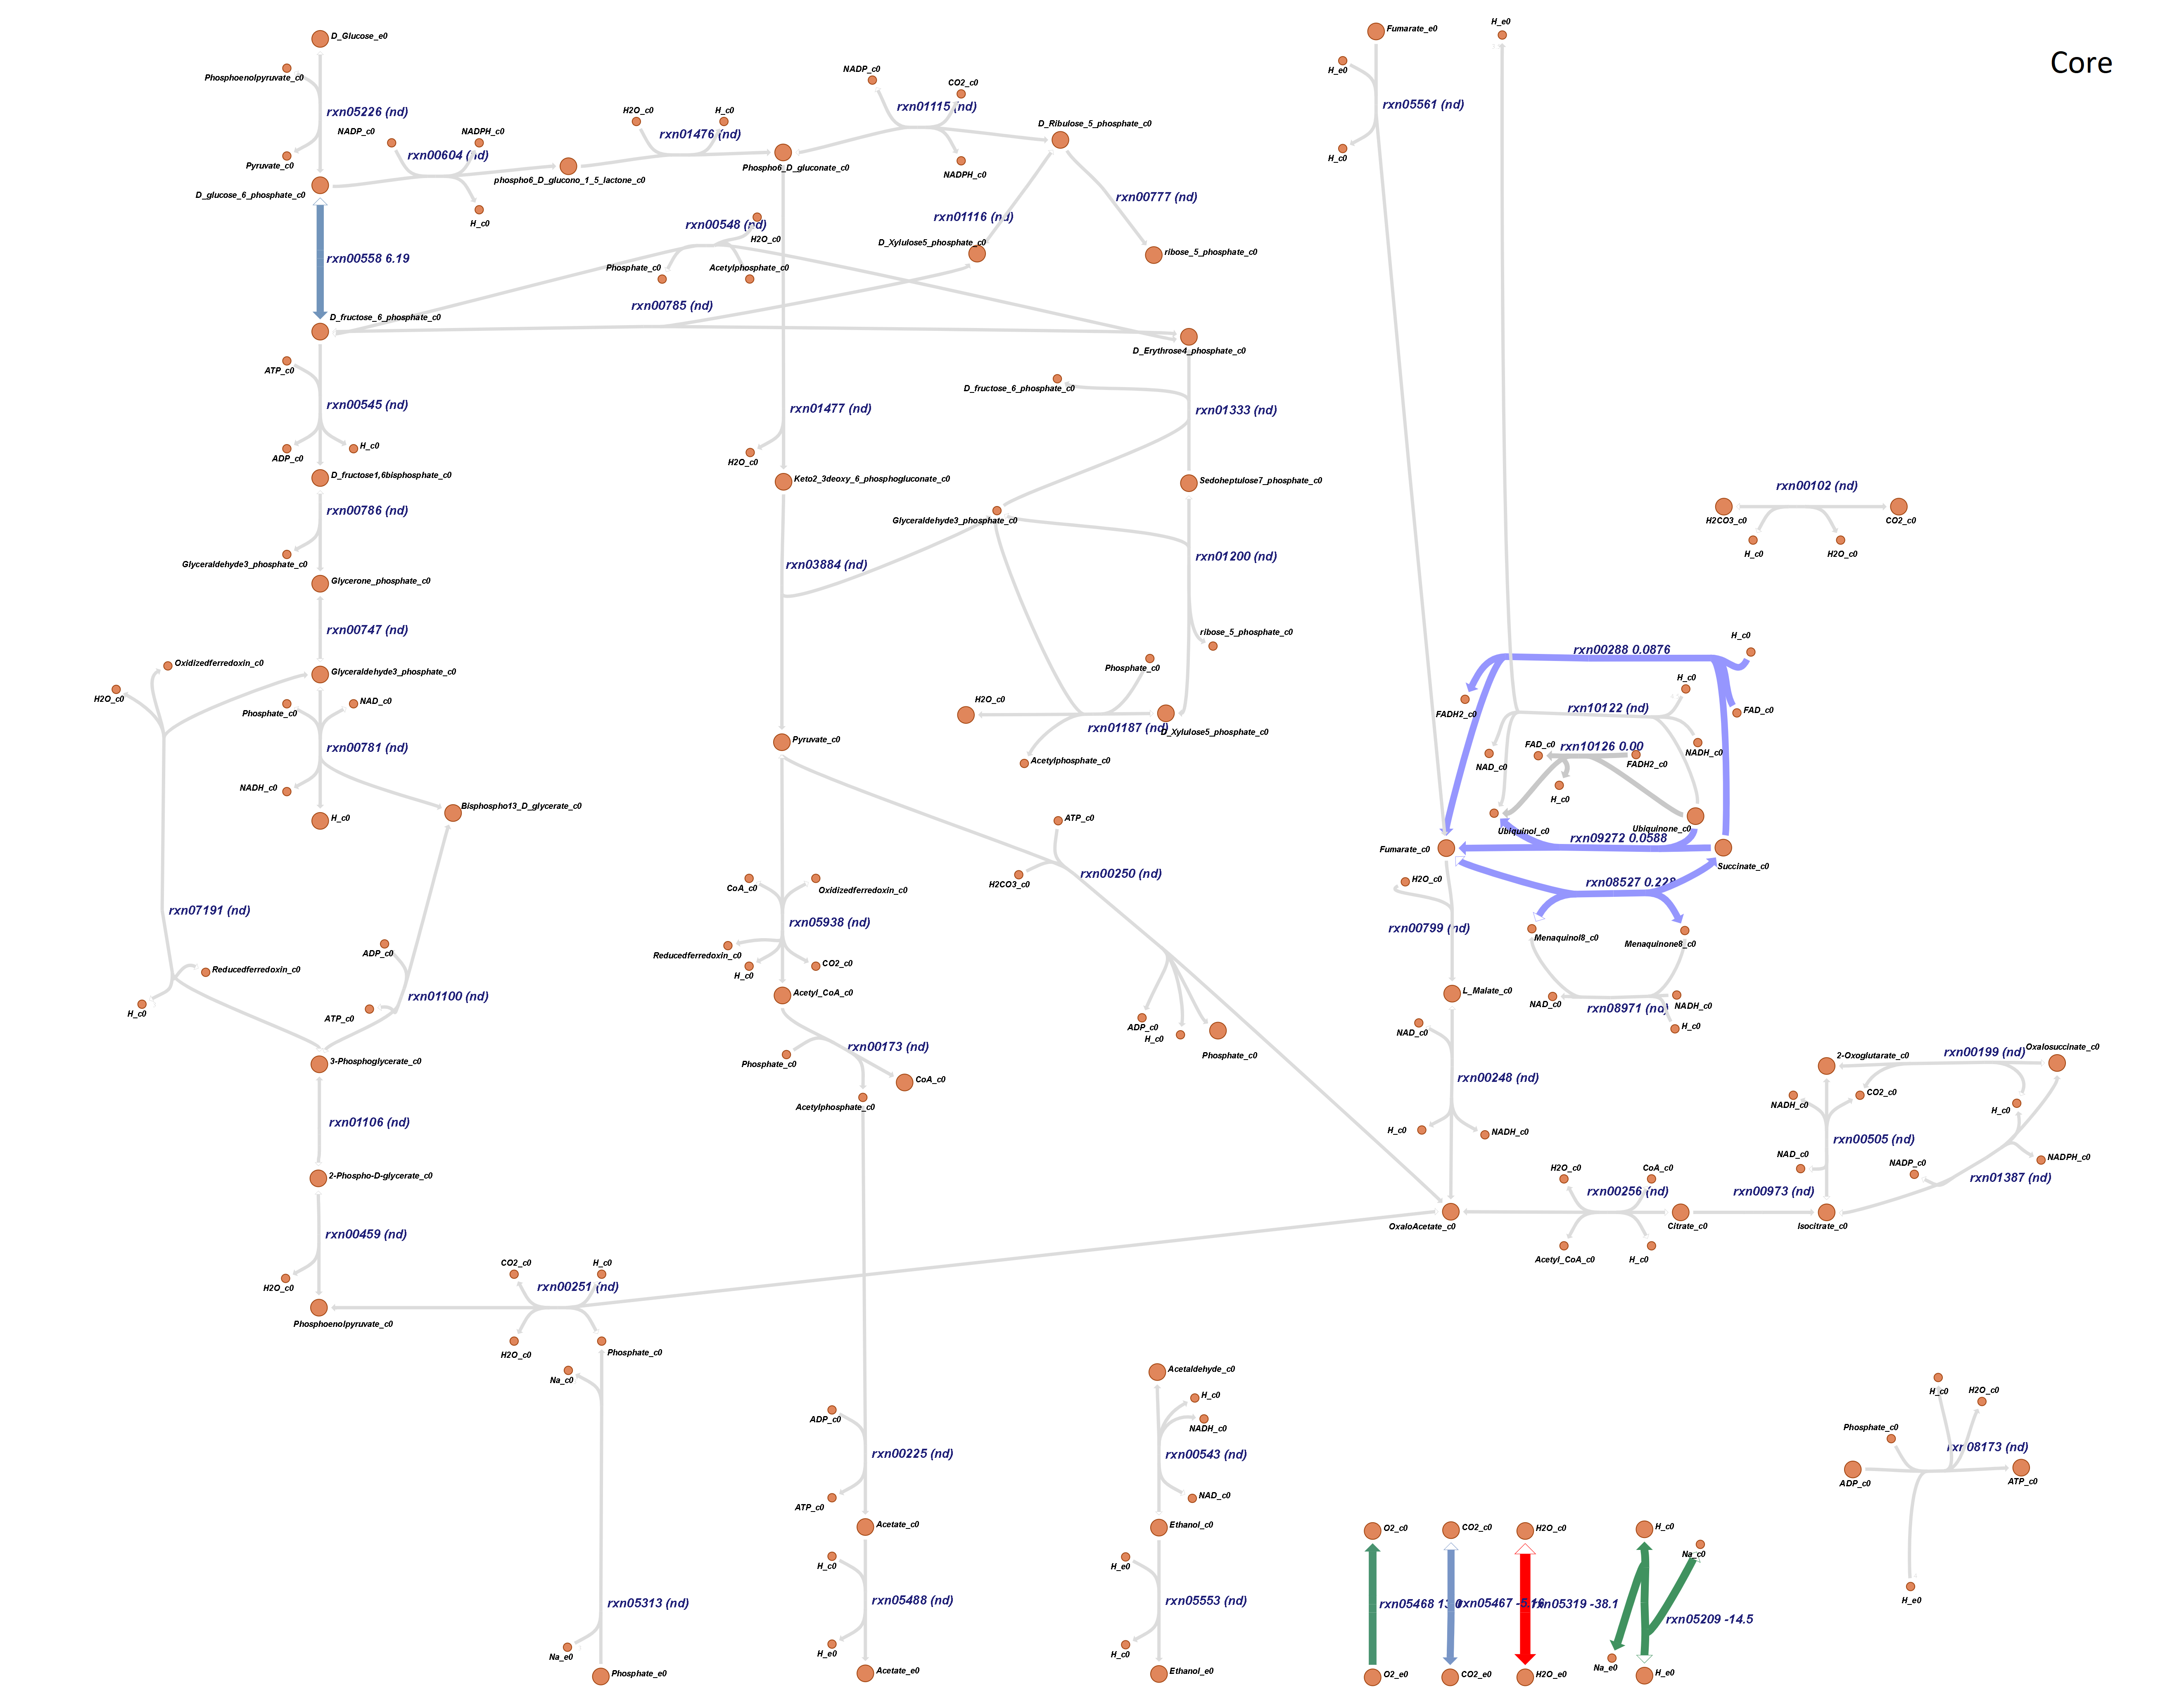 Core
D_Glucose_e0
Phosphoenolpyruvate_c0
rxn05226 (nd)
Pyruvate_c0
D_glucose_6_phosphate_c0
NADP_c0
NADPH_c0
rxn00604 (nd)
H_c0
phospho6_D_glucono_1_5_lactone_c0
H2O_c0
H_c0
rxn01476 (nd)
Phospho6_D_gluconate_c0
NADP_c0
CO2_c0
rxn01115 (nd)
NADPH_c0
D_Ribulose_5_phosphate_c0
rxn01116 (nd)
rxn00777 (nd)
D_Xylulose5_phosphate_c0
ribose_5_phosphate_c0
rxn00548 (nd)
H2O_c0
Phosphate_c0
Acetylphosphate_c0
rxn00785 (nd)
rxn00558 6.19
D_fructose_6_phosphate_c0
D_Erythrose4_phosphate_c0
ATP_c0
rxn00545 (nd)
ADP_c0
H_c0
D_fructose1,6bisphosphate_c0
rxn00786 (nd)
Glyceraldehyde3_phosphate_c0
Glycerone_phosphate_c0
rxn00747 (nd)
Oxidizedferredoxin_c0
H2O_c0
Glyceraldehyde3_phosphate_c0
Phosphate_c0
NAD_c0
rxn00781 (nd)
NADH_c0
H_c0
Bisphospho13_D_glycerate_c0
rxn07191 (nd)
Reducedferredoxin_c0
H_c0
ADP_c0
rxn01100 (nd)
ATP_c0
3-Phosphoglycerate_c0
rxn01106 (nd)
2-Phospho-D-glycerate_c0
rxn00459 (nd)
H2O_c0
Phosphoenolpyruvate_c0
CO2_c0
H_c0
rxn00251 (nd)
H2O_c0
Phosphate_c0
Na_c0
rxn05313 (nd)
Na_e0
Phosphate_e0
rxn01477 (nd)
H2O_c0
Keto2_3deoxy_6_phosphogluconate_c0
rxn03884 (nd)
D_fructose_6_phosphate_c0
rxn01333 (nd)
Sedoheptulose7_phosphate_c0
Glyceraldehyde3_phosphate_c0
rxn01200 (nd)
ribose_5_phosphate_c0
Phosphate_c0
H2O_c0
rxn01187 (nd)
D_Xylulose5_phosphate_c0
Acetylphosphate_c0
Pyruvate_c0
ATP_c0
H2CO3_c0
rxn00250 (nd)
ADP_c0
H_c0
Phosphate_c0
CoA_c0
Oxidizedferredoxin_c0
rxn05938 (nd)
Reducedferredoxin_c0
H_c0
CO2_c0
Acetyl_CoA_c0
rxn00173 (nd)
Phosphate_c0
CoA_c0
Acetylphosphate_c0
ADP_c0
rxn00225 (nd)
ATP_c0
Acetate_c0
H_c0
rxn05488 (nd)
H_e0
Acetate_e0
Acetaldehyde_c0
H_c0
NADH_c0
rxn00543 (nd)
NAD_c0
Ethanol_c0
H_e0
rxn05553 (nd)
H_c0
Ethanol_e0
Fumarate_e0
H_e0
H_e0
rxn05561 (nd)
H_c0
rxn00102 (nd)
H2CO3_c0
CO2_c0
H_c0
H2O_c0
rxn00288 0.0876
H_c0
FADH2_c0
FAD_c0
H_c0
rxn10122 (nd)
NAD_c0
NADH_c0
FAD_c0
rxn10126 0.00
FADH2_c0
H_c0
Ubiquinol_c0
Ubiquinone_c0
rxn09272 0.0588
Fumarate_c0
Succinate_c0
rxn08527 0.228
Menaquinol8_c0
Menaquinone8_c0
NAD_c0
NADH_c0
rxn08971 (nd)
H_c0
H2O_c0
rxn00799 (nd)
L_Malate_c0
NAD_c0
rxn00248 (nd)
H_c0
NADH_c0
OxaloAcetate_c0
H2O_c0
CoA_c0
rxn00256 (nd)
Acetyl_CoA_c0
H_c0
Citrate_c0
rxn00973 (nd)
Isocitrate_c0
2-Oxoglutarate_c0
rxn00199 (nd)
Oxalosuccinate_c0
NADH_c0
CO2_c0
H_c0
rxn00505 (nd)
NAD_c0
NADP_c0
NADPH_c0
rxn01387 (nd)
H_c0
H2O_c0
Phosphate_c0
rxn08173 (nd)
ADP_c0
ATP_c0
H_e0
O2_c0
CO2_c0
H2O_c0
H_c0
Na_c0
rxn05468
rxn05467
rxn05319 -38.1
rxn05209 -14.5
Na_e0
O2_e0
CO2_e0
H2O_e0
H_e0